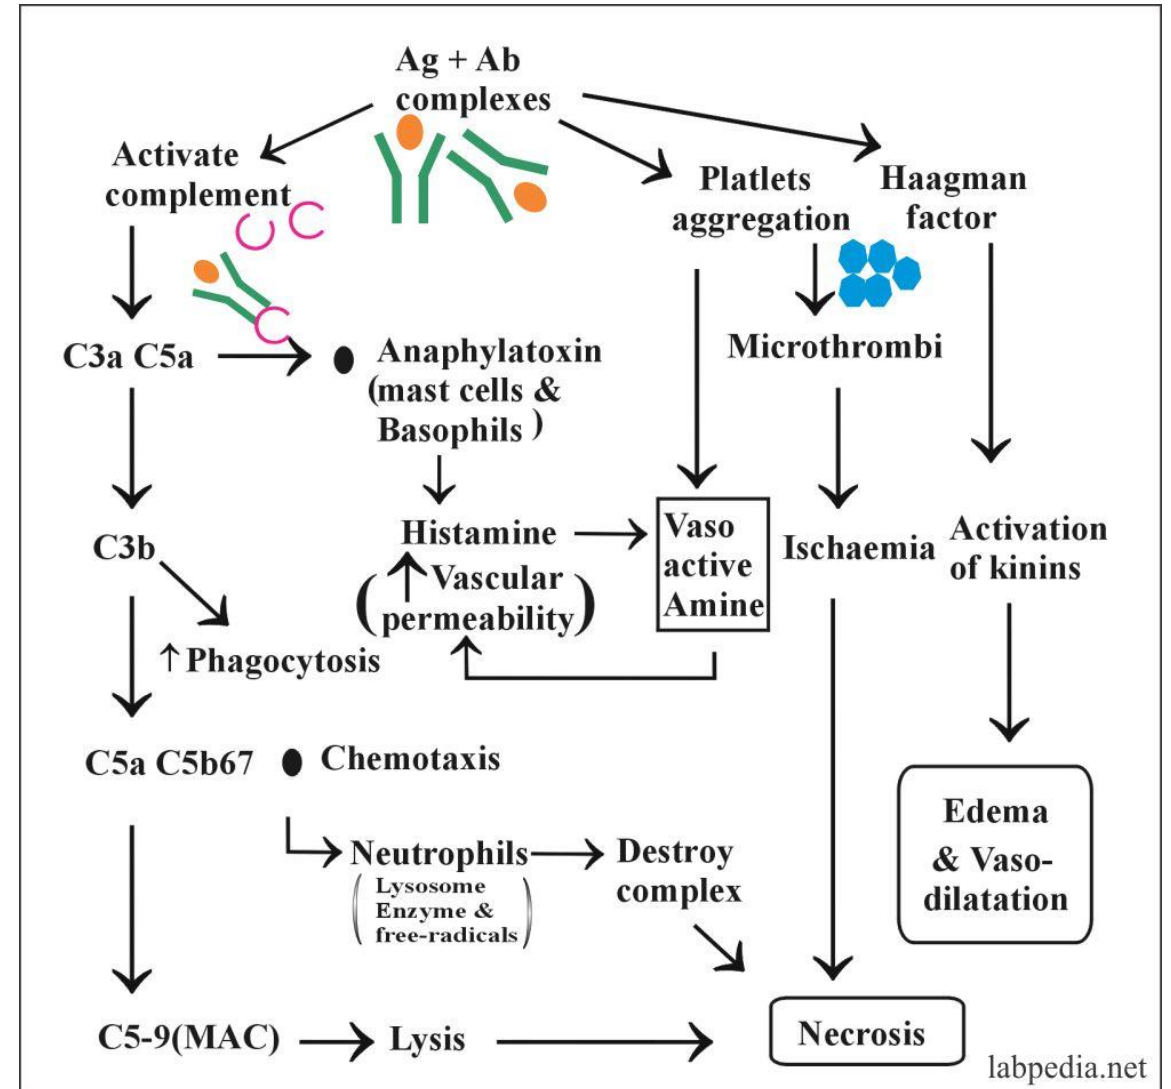 Ag + Ab
complexes
Activate
complement
Platlets
aggregation
Haagman
factor
C3a C5a
Anaphylatoxin
(mast cells &
Basophils )
Microthrombi
C3b
Histamine
(↑ Vascular
permeability)
Vaso
active
Amine
Ischaemia
Activation
of kinins
↑ Phagocytosis
C5a C5b67
Chemotaxis
Edema
& Vaso-
dilatation
Neutrophils
( Lysosome
Enzyme &
free-radicals )
Destroy
complex
C5-9(MAC)
Lysis
Necrosis
labpedia.net